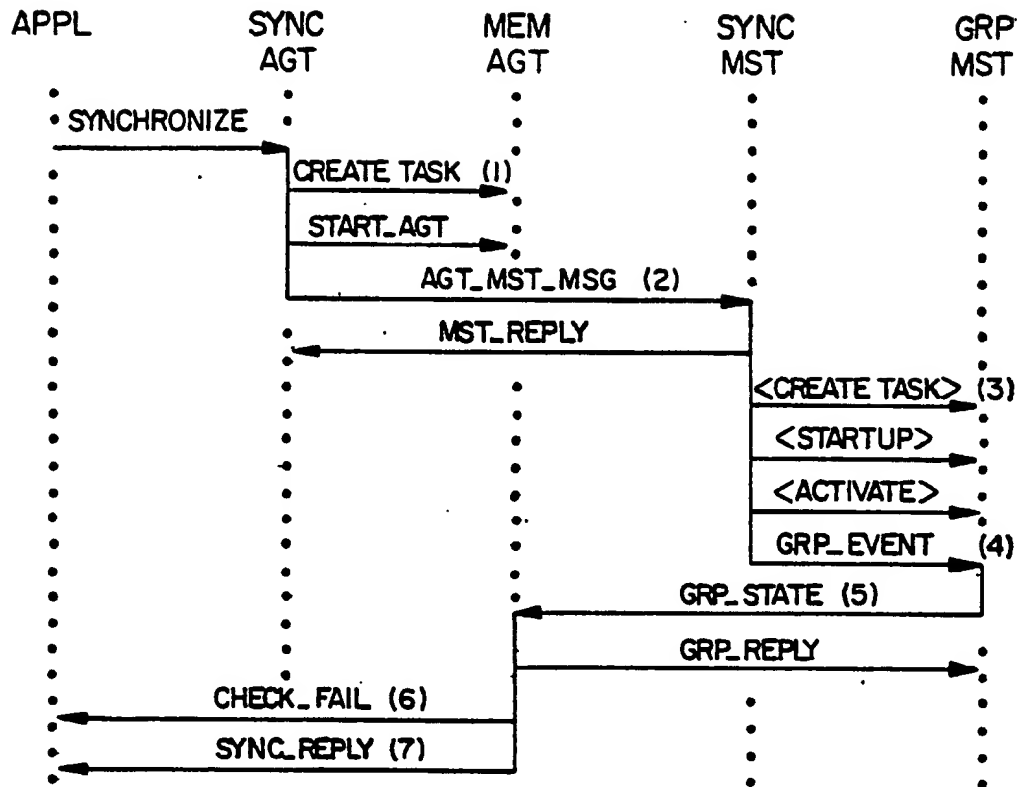 APPL
SYNC
AGT
MEM
AGT
SYNC
MST
GRP
MST
SYNCHRONIZE
CREATE TASK (1)
START_AGT
AGT_MST_MSG (2)
MST_REPLY
<CREATE TASK> (3)
<STARTUP>
<ACTIVATE>
GRP_EVENT (4)
GRP_STATE (5)
GRP_REPLY
CHECK_FAIL (6)
SYNC_REPLY (7)